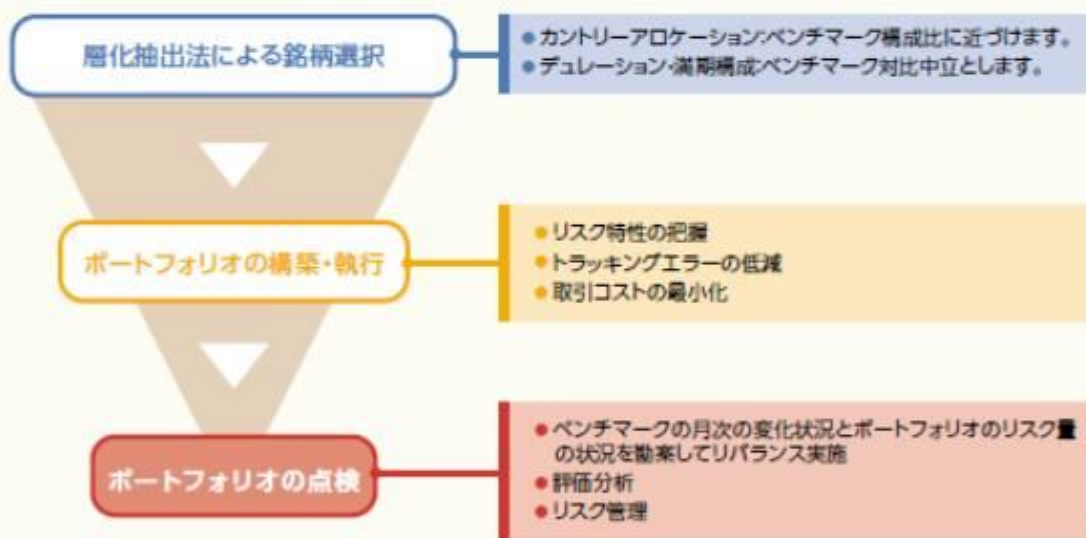 層化抽出法による銘柄選択
●カントリーアロケーション:ベンチマーク構成比に近づけます。
●デュレーション・満期構成:ベンチマーク対比中立とします。
ポートフォリオの構築・執行
●リスク特性の把握
●トラッキングエラーの低減
●取引コストの最小化
ポートフォリオの点検
●ベンチマークの月次の変化状況とポートフォリオのリスク量
の状況を勘案してリバランス実施
●評価分析
●リスク管理